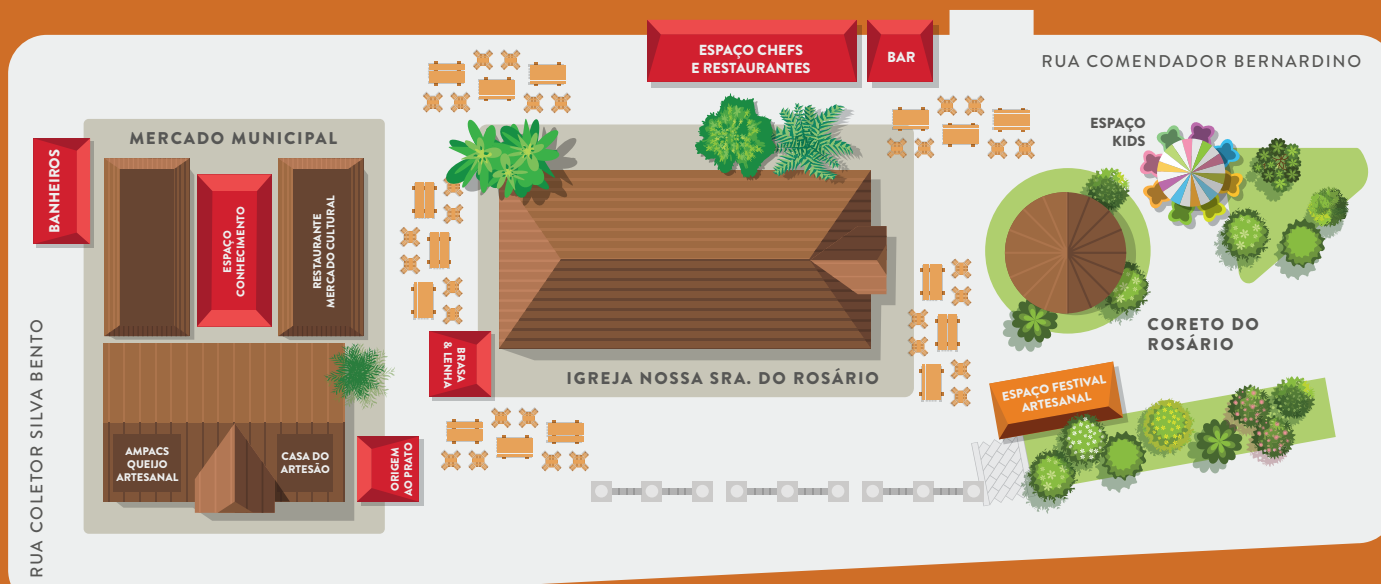 ESPAÇO CHEFS
E RESTAURANTES
BAR
RUA COMENDADOR BERNARDINO
MERCADO MUNICIPAL
BANHEIROS
ESPAÇO
CONHECIMENTO
RESTAURANTE
MERCADO CULTURAL
ESPAÇO
KIDS
CORETO DO
ROSÁRIO
BRASA
& LENHA
IGREJA NOSSA SRA. DO ROSÁRIO
ESPAÇO FESTIVAL
ARTESANAL
AMPACS
QUEIJO
ARTESANAL
CASA DO
ARTESÃO
ORIGEM
AO PRATO
RUA COLETOR SILVA BENTO